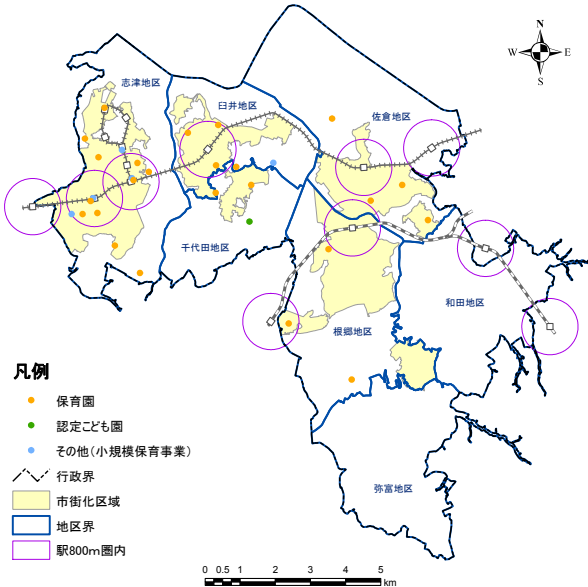 N
W E
S
志津地区
臼井地区
佐倉地区
千代田地区
和田地区
根郷地区
弥富地区
凡例
保育園
認定こども園
その他(小規模保育事業)
行政界
市街化区域
地区界
駅800m圏内
0 0.5 1 2 3 4 5
km